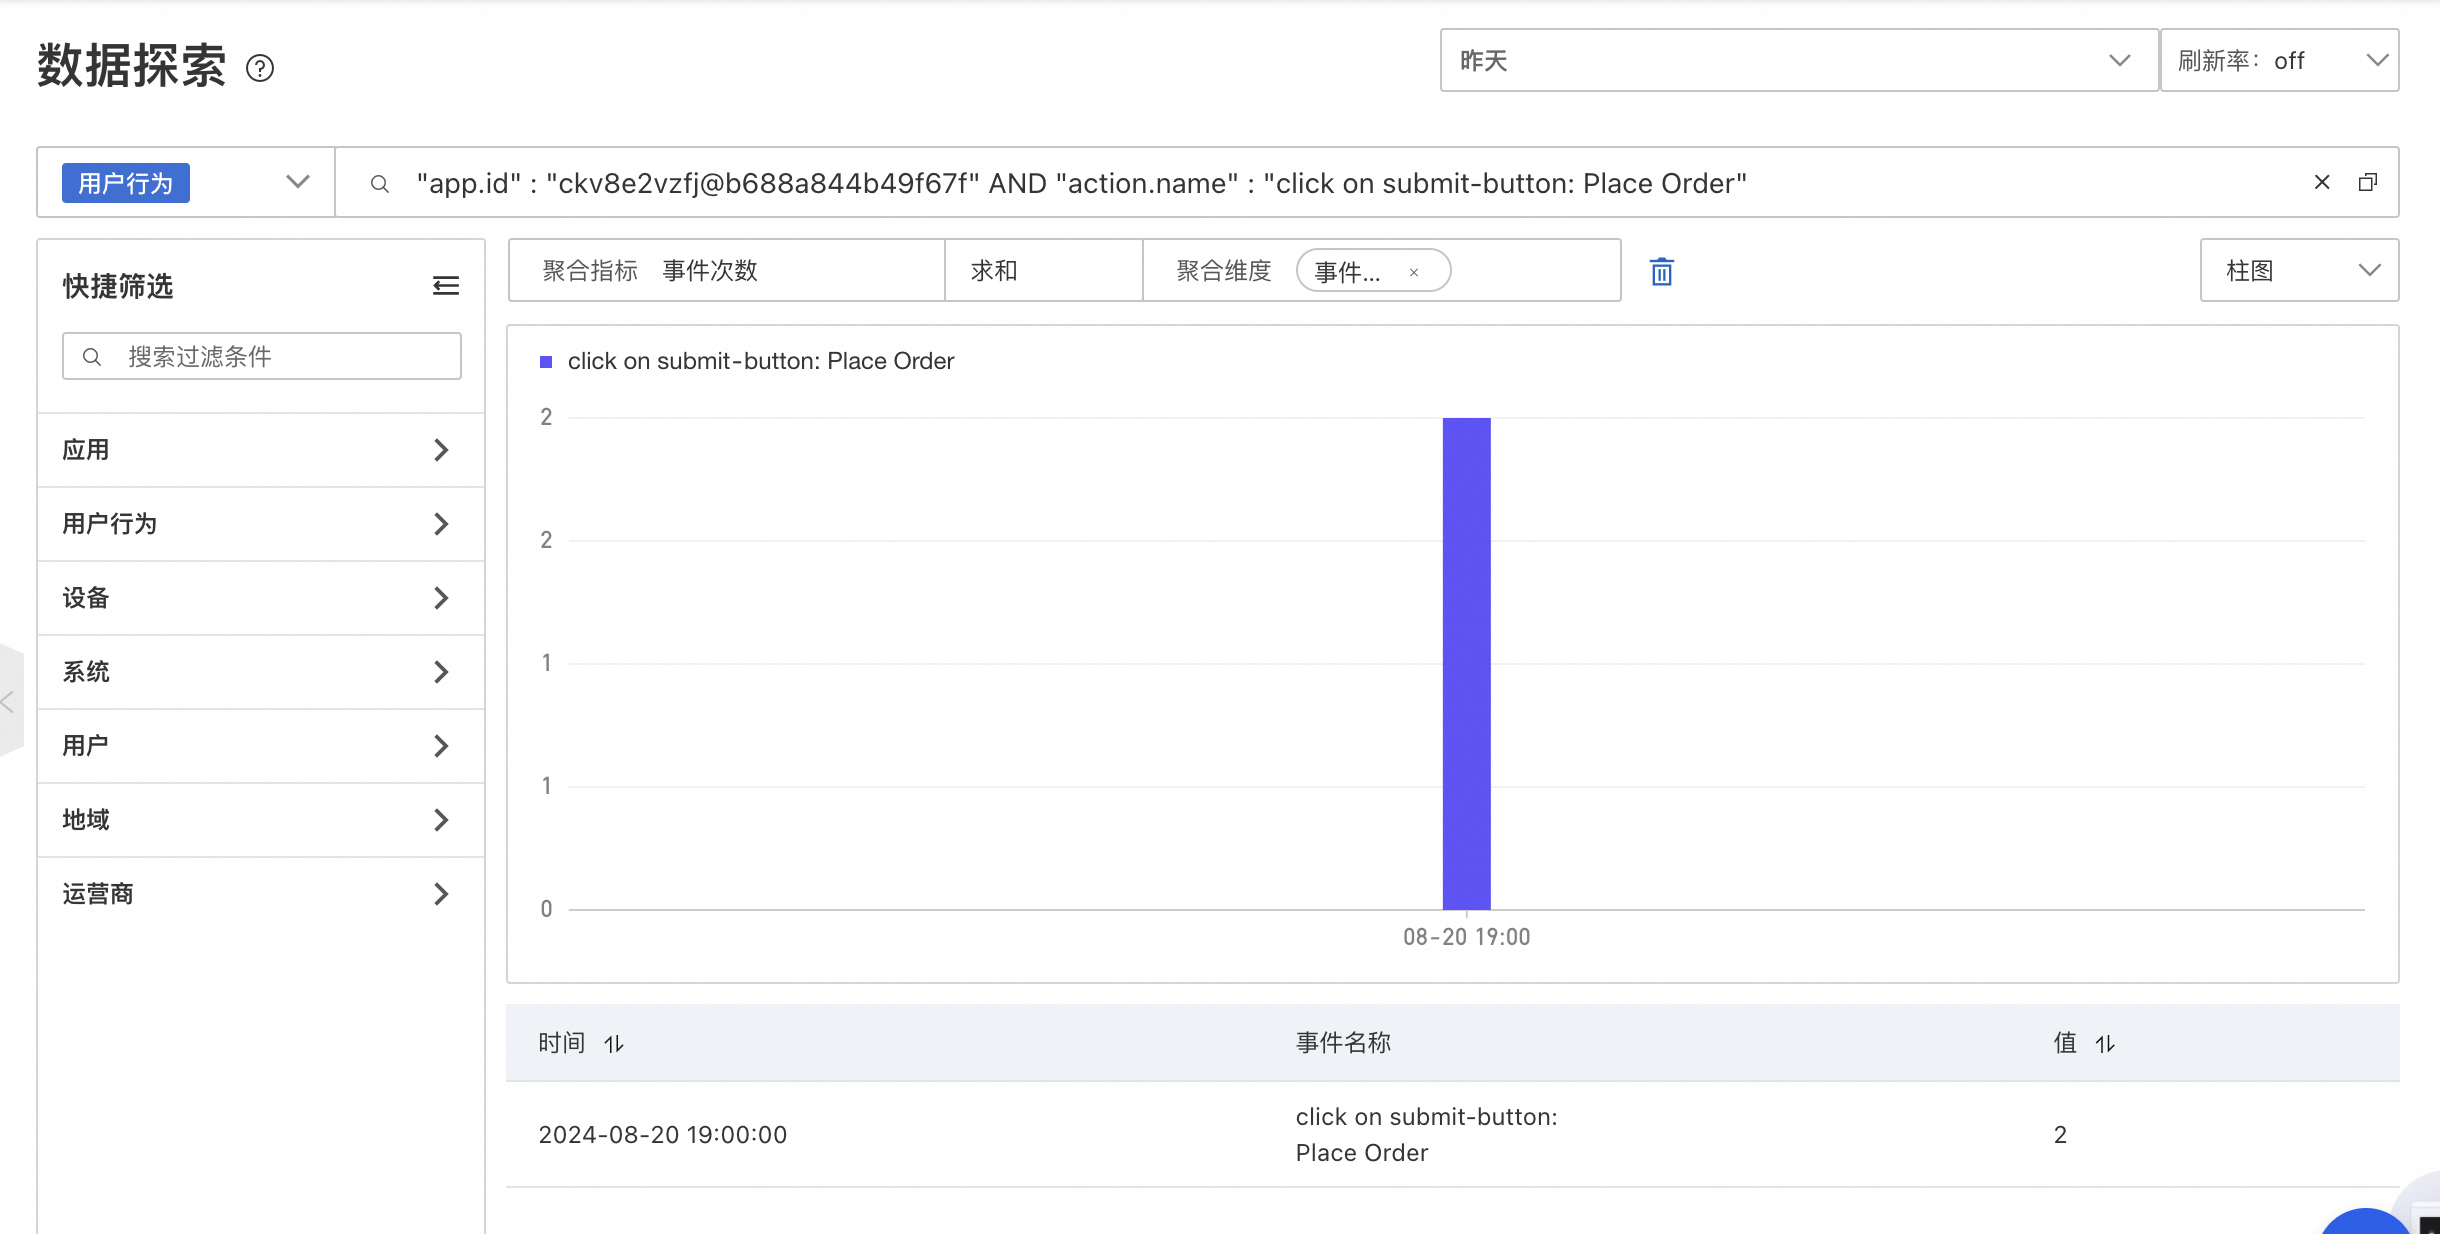 数据探索
昨天
刷新率: off
用户行为
"app.id" : "ckv8e2vzfj@b688a844b49f67f" AND "action.name" : "click on submit-button: Place Order"
快捷筛选
搜索过滤条件
应用
用户行为
设备
系统
用户
地域
运营商
聚合指标 事件次数
求和
聚合维度 事件...
柱图
click on submit-button: Place Order
2
2
1
1
0
08-20 19:00
时间 事件名称 值
2024-08-20 19:00:00
click on submit-button:
Place Order
2